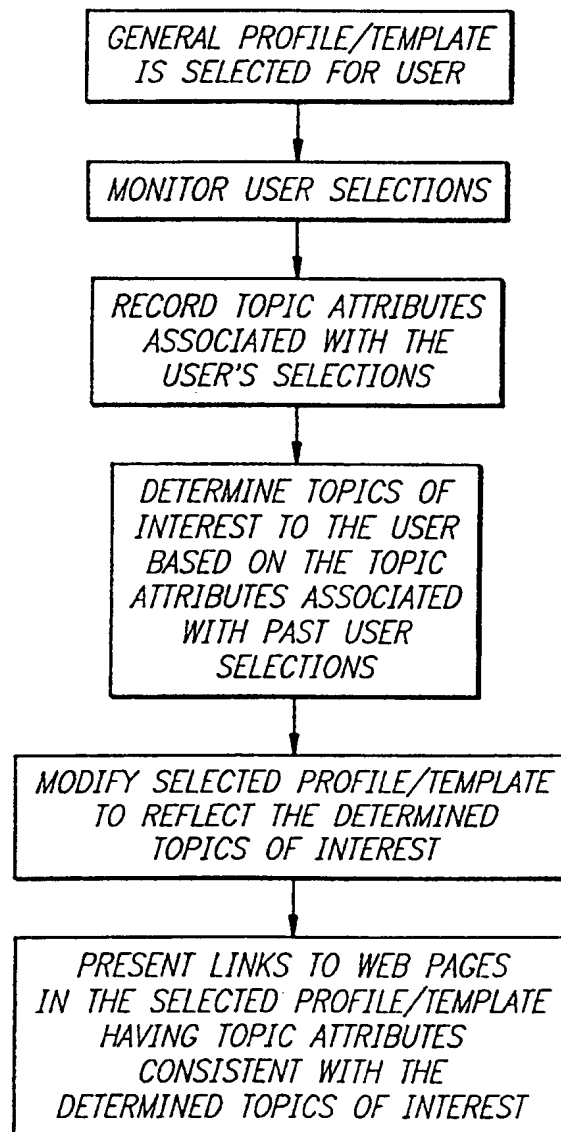 GENERAL PROFILE/TEMPLATE
IS SELECTED FOR USER
MONITOR USER SELECTIONS
RECORD TOPIC ATTRIBUTES
ASSOCIATED WITH THE
USER'S SELECTIONS
DETERMINE TOPICS OF
INTEREST TO THE USER
BASED ON THE TOPIC
ATTRIBUTES ASSOCIATED
WITH PAST USER
SELECTIONS
MODIFY SELECTED PROFILE/TEMPLATE
TO REFLECT THE DETERMINED
TOPICS OF INTEREST
PRESENT LINKS TO WEB PAGES
IN THE SELECTED PROFILE/TEMPLATE
HAVING TOPIC ATTRIBUTES
CONSISTENT WITH THE
DETERMINED TOPICS OF INTEREST